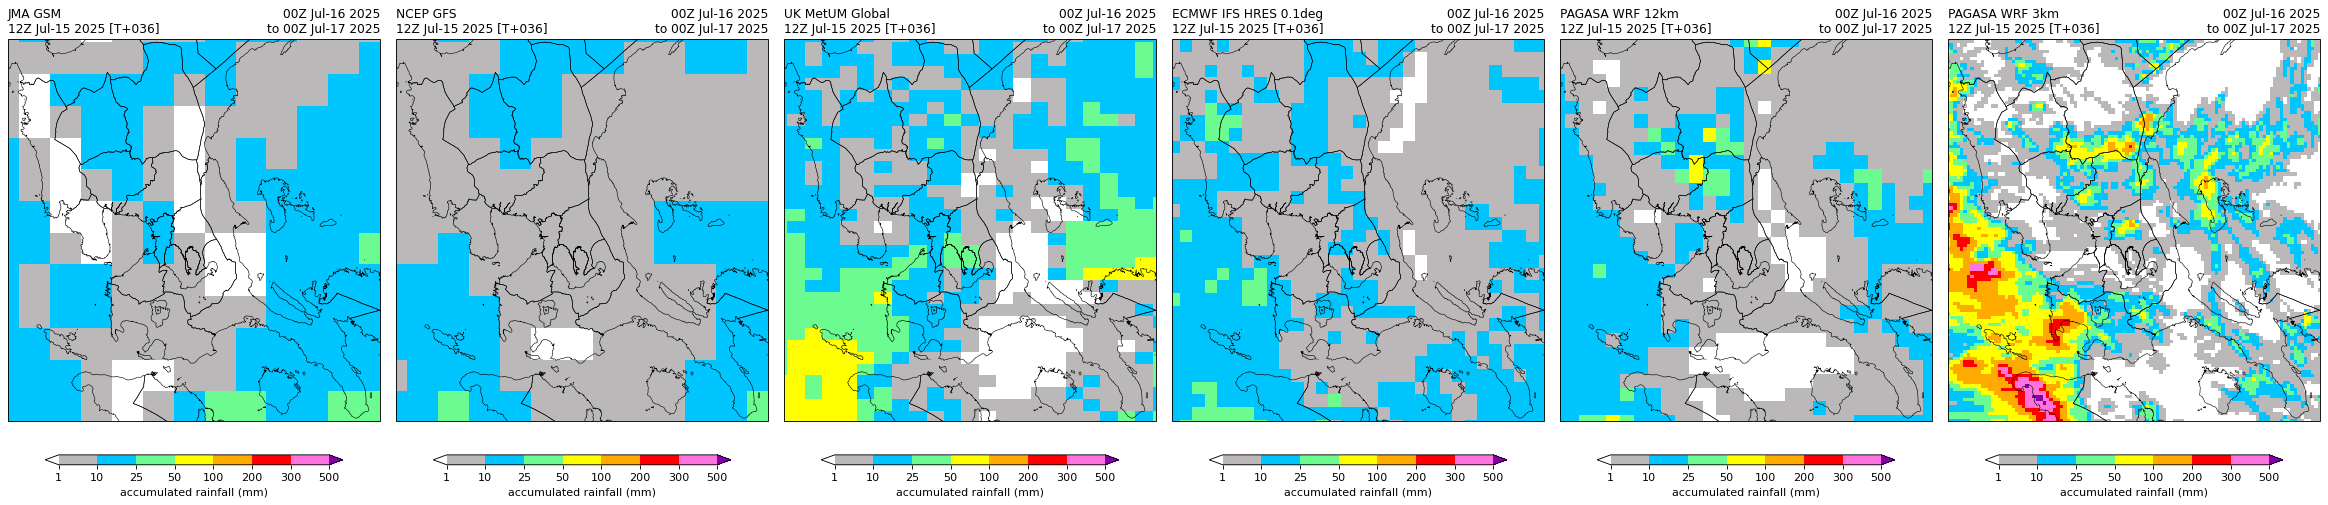 JMA GSM 00Z Jul-16 2025
12Z Jul-15 2025 [T+036] to 00Z Jul-17 2025
1 10 25 50 100 200 300 500
accumulated rainfall (mm)
NCEP GFS 00Z Jul-16 2025
12Z Jul-15 2025 [T+036] to 00Z Jul-17 2025
1 10 25 50 100 200 300 500
accumulated rainfall (mm)
UK MetUM Global 00Z Jul-16 2025
12Z Jul-15 2025 [T+036] to 00Z Jul-17 2025
1 10 25 50 100 200 300 500
accumulated rainfall (mm)
ECMWF IFS HRES 0.1deg 00Z Jul-16 2025
12Z Jul-15 2025 [T+036] to 00Z Jul-17 2025
1 10 25 50 100 200 300 500
accumulated rainfall (mm)
PAGASA WRF 12km 00Z Jul-16 2025
12Z Jul-15 2025 [T+036] to 00Z Jul-17 2025
1 10 25 50 100 200 300 500
accumulated rainfall (mm)
PAGASA WRF 3km 00Z Jul-16 2025
12Z Jul-15 2025 [T+036] to 00Z Jul-17 2025
1 10 25 50 100 200 300 500
accumulated rainfall (mm)